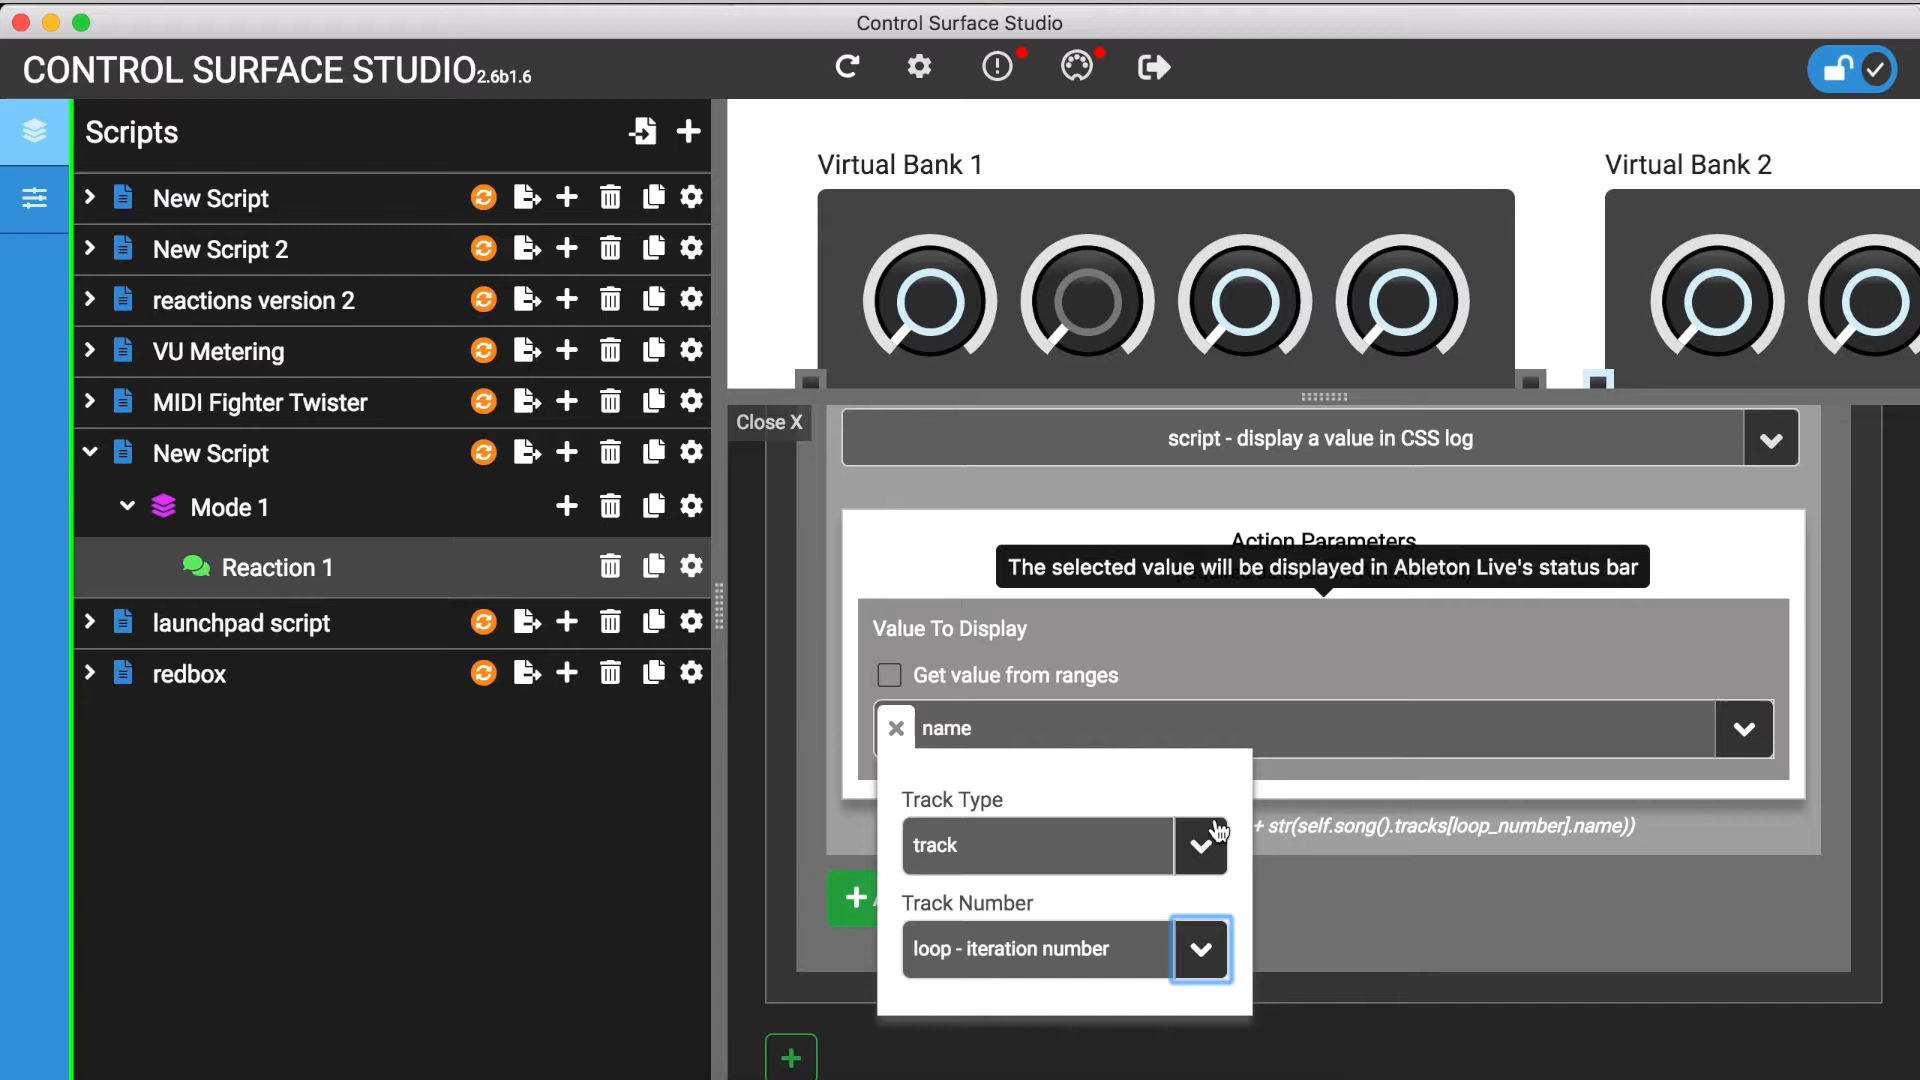 Control Surface Studio
CONTROL SURFACE STUDIO2.6b1.6
Scripts
New Script
New Script 2
reactions version 2
VU Metering
MIDI Fighter Twister
New Script
Mode 1
Reaction 1
launchpad script
redbox
Virtual Bank 1
Virtual Bank 2
Close X
script - display a value in CSS log
Action Parameters
The selected value will be displayed in Ableton Live's status bar
Value To Display
Get value from ranges
name
Track Type
track
+ str(self.song().tracks[loop_number].name))
Track Number
loop - iteration number